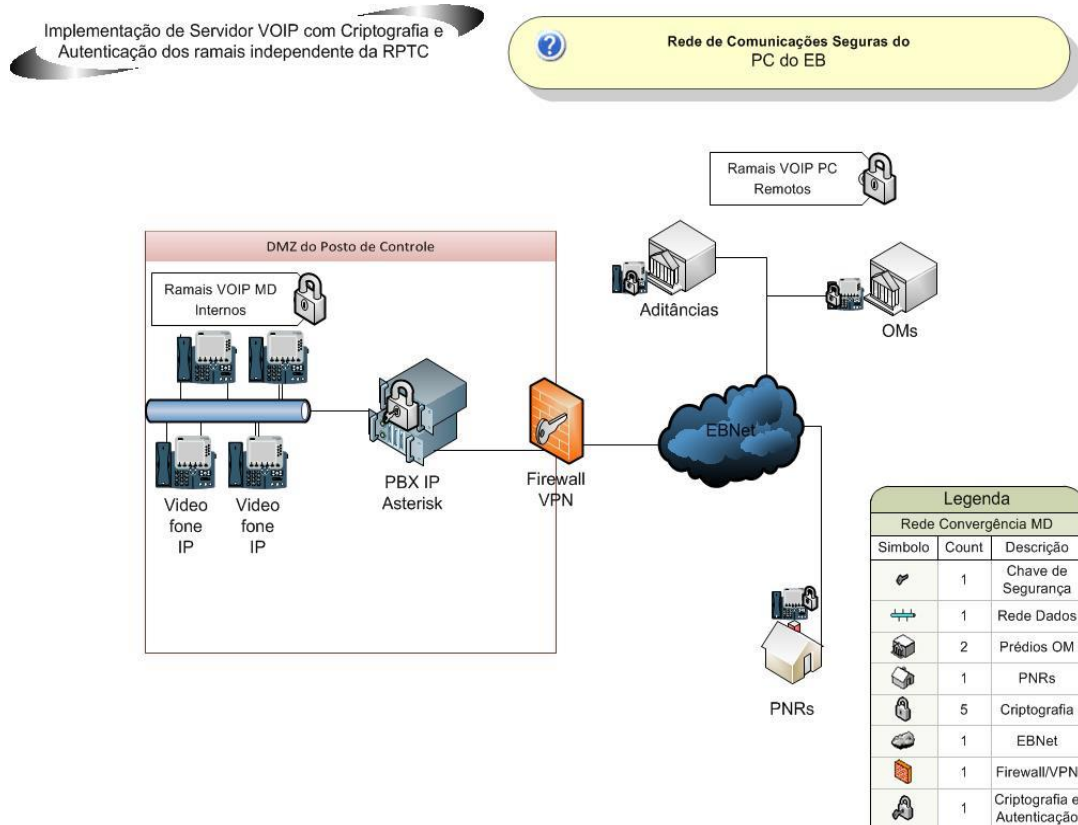 Implementação de Servidor VOIP com Criptografia e
Autenticação dos ramais independente da RPTC
Rede de Comunicações Seguras do
PC do EB
Ramais VOIP PC
Remotos
DMZ do Posto de Controle
Ramais VOIP MD
Internos
Aditâncias
OMs
EBNet
PBX IP
Asterisk
Firewall
VPN
Video
fone
IP
Video
fone
IP
PNRs
Legenda
Rede Convergência MD
Simbolo Count Descrição
1 Chave de
Segurança
1 Rede Dados
2 Prédios OM
1 PNRs
5 Criptografia
1 EBNet
1 Firewall/VPN
1 Criptografia e
Autenticação